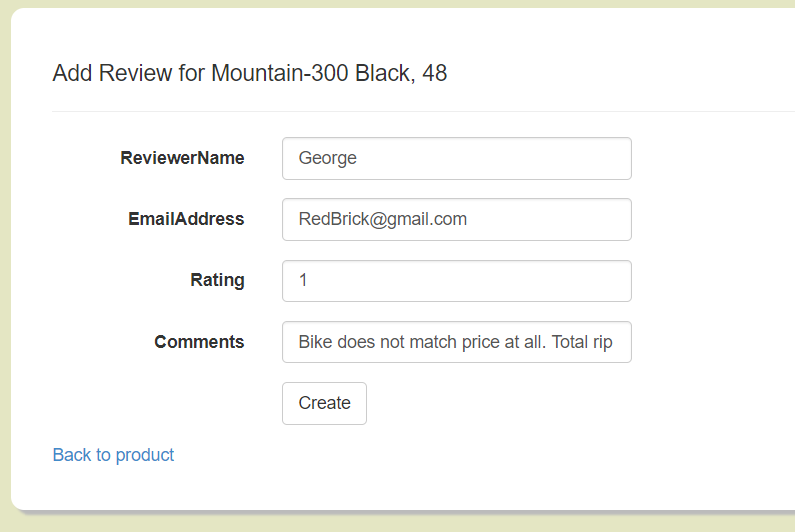 Add Review for Mountain-300 Black, 48
ReviewerName George
EmailAddress RedBrick@gmail.com
Rating 1
Comments Bike does not match price at all. Total rip
Create
Back to product